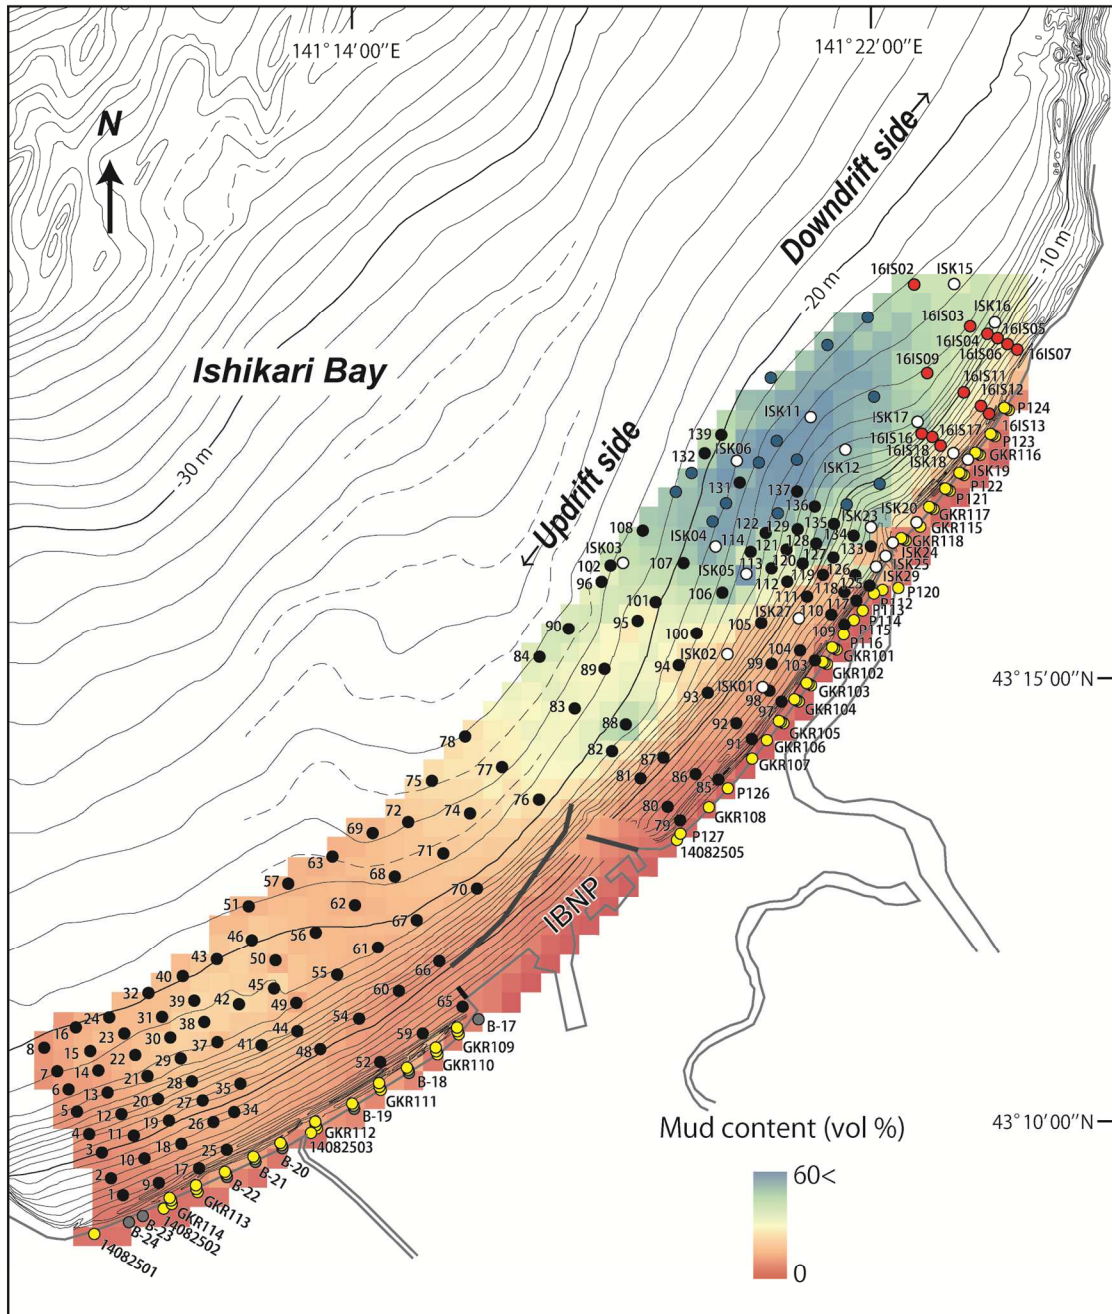 141°14'00"E
141°22'00"E
N
Downdrift side→
-10 m
-20 m
16IS02
ISK15
ISK16
16IS03
16IS05
16IS04
16IS06
16IS07
Ishikari Bay
16IS09
16IS11
16IS12
ISK11
P124
ISK17
16IS13
139
16IS17
P123
16IS16
ISK06
132
ISK12
16IS18
GKR116
ISK18
-30 m
ISK19
131
137
P122
←Updrift side
136
P121
ISK20
GKR117
108
122
129
135
ISK23
GKR115
ISK04
114
128
134
GKR118
ISK03
121
133
ISK24
102
107
120
127
ISK25
113
ISK05
119
126
96
112
125
ISK29
106
118
P120
111
101
117
P112
ISK27
110
P113
95
105
P114
90
100
109
P115
P116
84
ISK02
104
GKR101
94
99
103
89
GKR102
43°15'00"N
ISK01
93
98
GKR103
83
97
GKR104
88
92
GKR105
78
82
91
GKR106
87
77
GKR107
75
81
86
85
P126
76
72
74
80
GKR108
69
79
P127
71
14082505
63
68
57
70
IBNP
51
62
67
56
46
61
43
50
66
40
55
45
32
60
39
42
49
65
24
31
54
B-17
16
38
23
30
44
59
GKR109
8
15
37
41
22
29
48
GKR110
7
14
52
21
28
B-18
6
13
35
20
27
GKR111
5
12
34
19
26
B-19
4
11
GKR112
18
43°10'00"N
3
25
14082503
10
B-20
2
17
B-21
9
B-22
1
GKR113
GKR114
14082502
B-23
B-24
14082501
Mud content (vol %)
60<
0